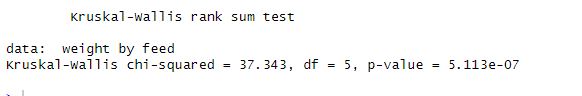 Kruskal-Wallis rank sum test
data:  weight by feed
Kruskal-Wallis chi-squared = 37.343, df = 5, p-value = 5.113e-07